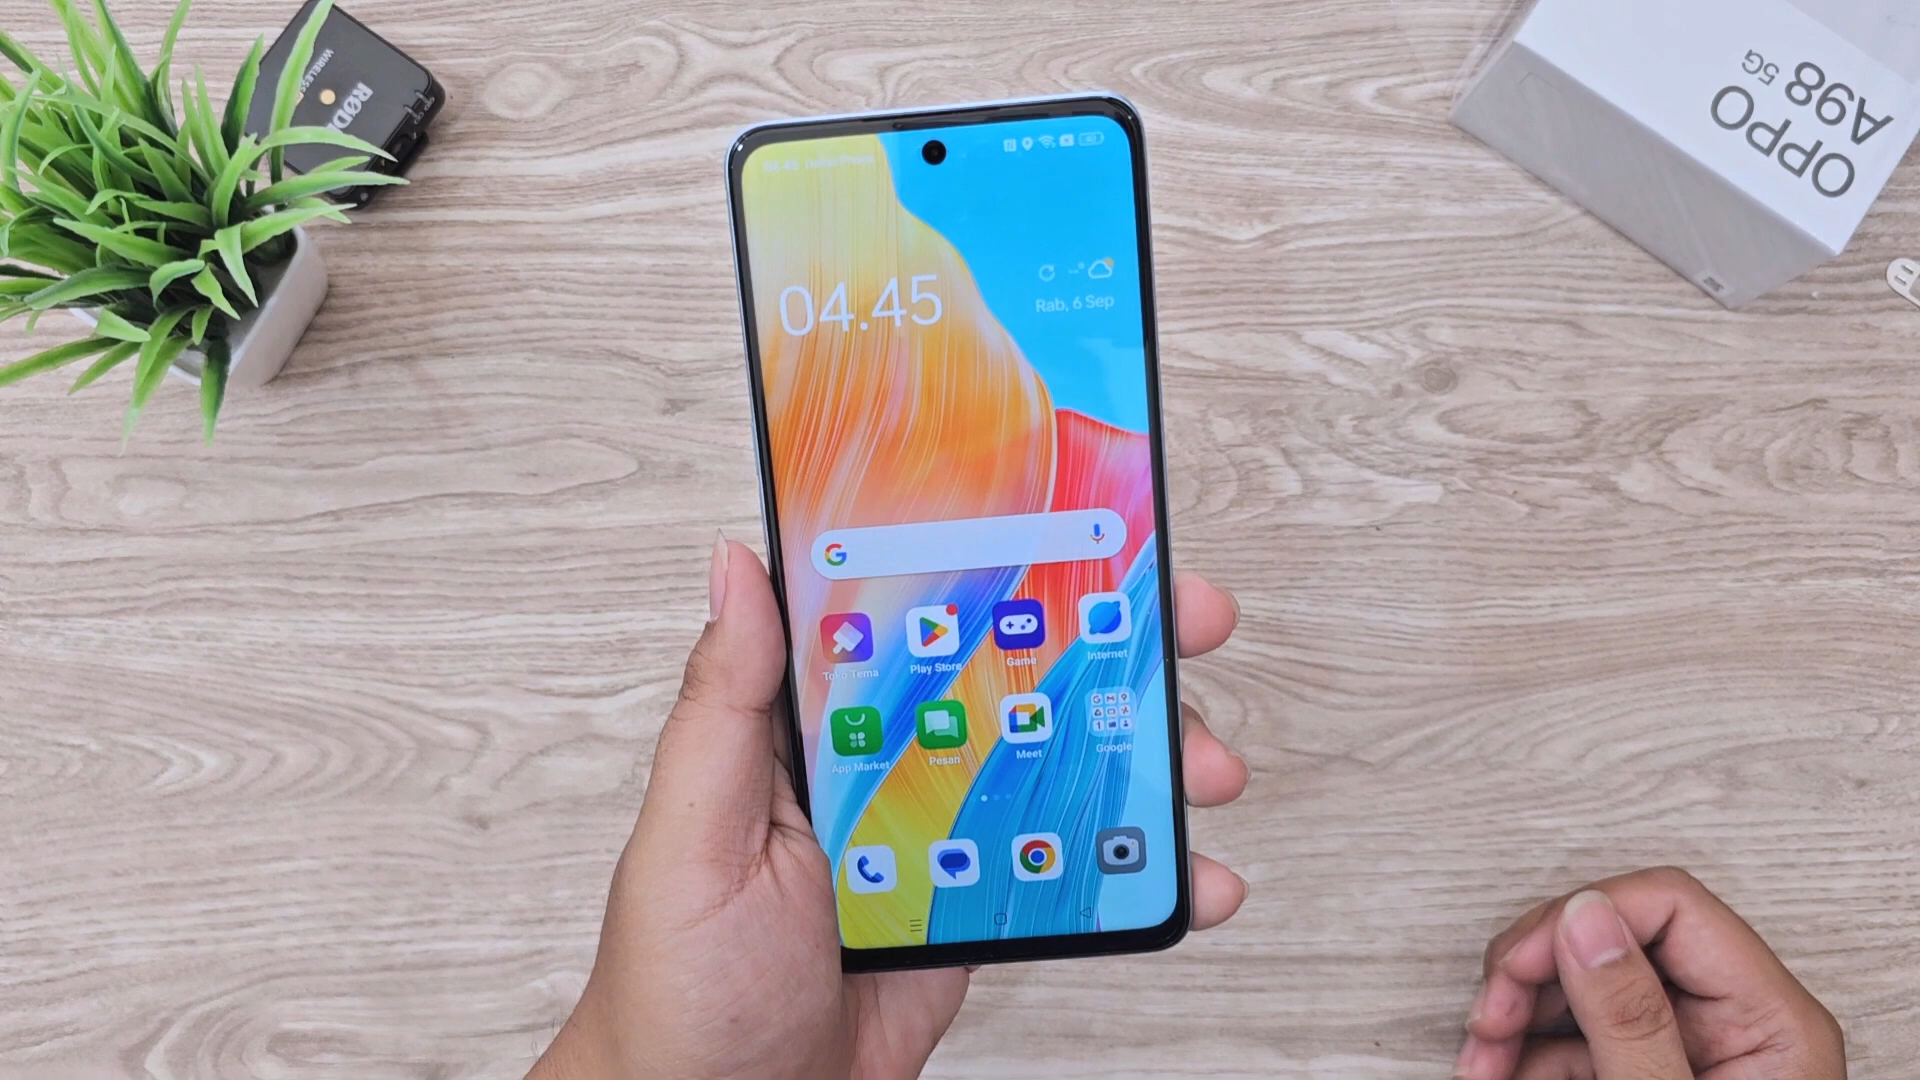 WIRELESS
RØDE
OPPO
A98 5G
04.45
Rab, 6 Sep
Toko Tema
Play Store
Game
Internet
App Market
Pesan
Meet
Google